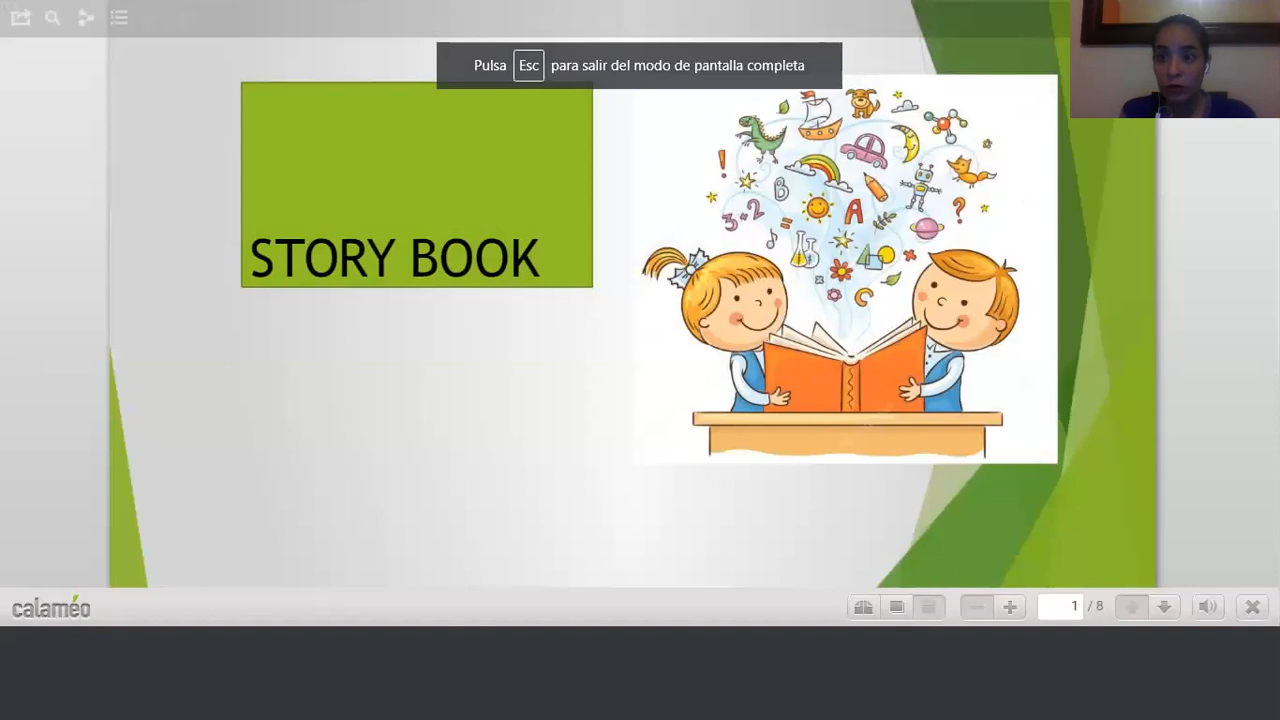 Pulsa Esc para salir del modo de pantalla completa
STORY BOOK
B
3+2
=
A
!
?
C
calaméo
1 / 8